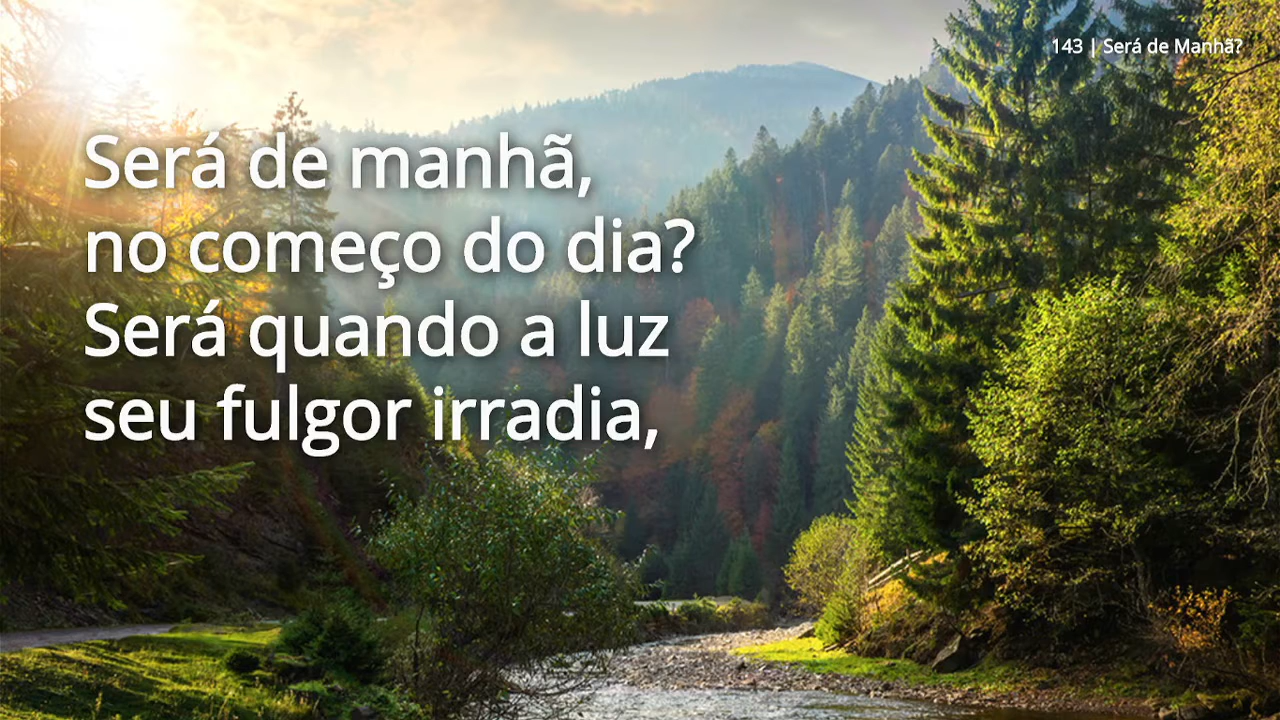 143 | Será de Manhã?
Será de manhã,
no começo do dia?
Será quando a luz
seu fulgor irradia,